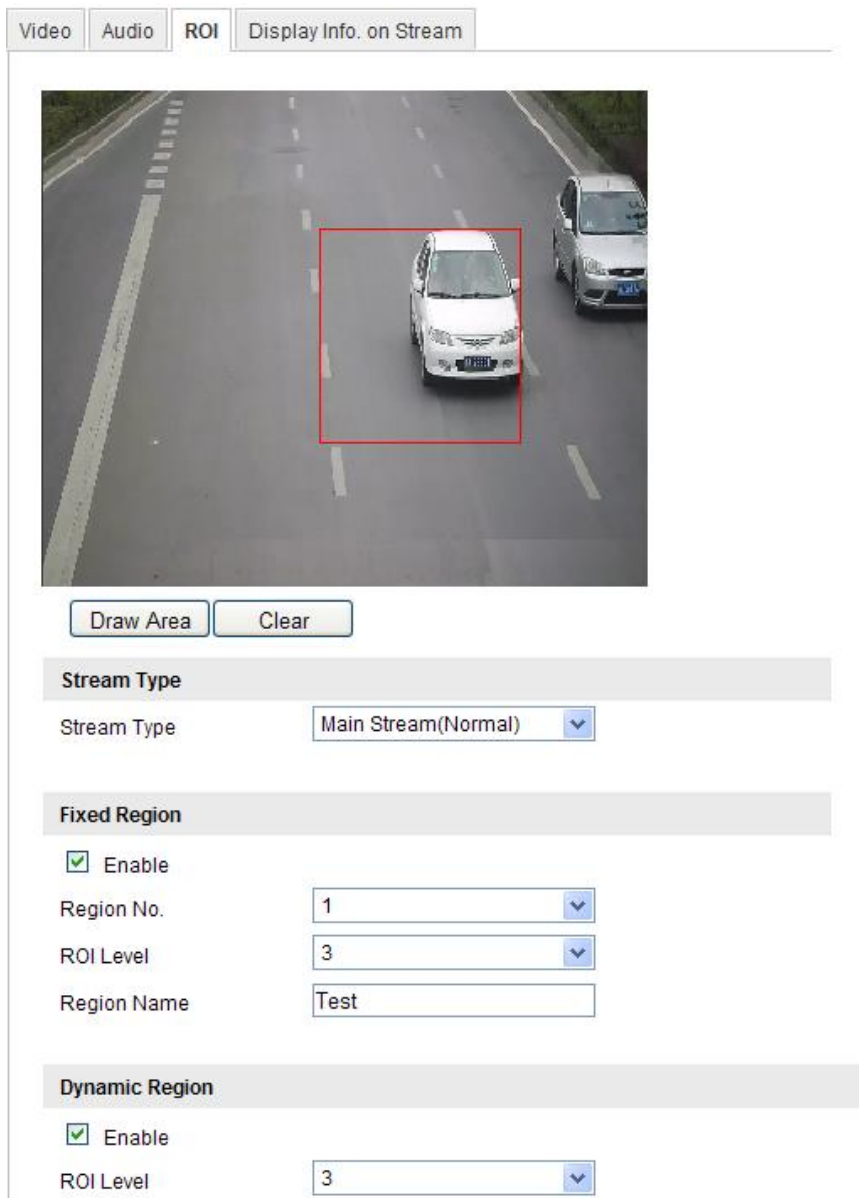 Video Audio ROI Display Info. on Stream
Draw Area Clear
Stream Type
Stream Type Main Stream(Normal)
Fixed Region
Enable
Region No. 1
ROI Level 3
Region Name Test
Dynamic Region
Enable
ROI Level 3